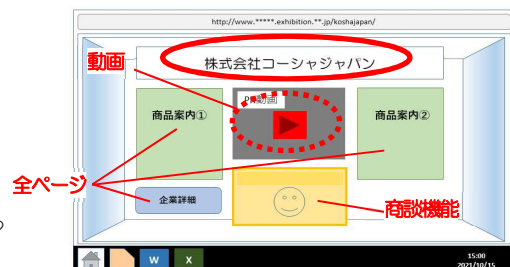 http://www.*****.exhibition.**.jp/koshajapan/
動画
株式会社コーシャジャパン
PR動画
商品案内①
商品案内②
全ページ
企業詳細
商談機能
W
X
15:00
2021/10/15